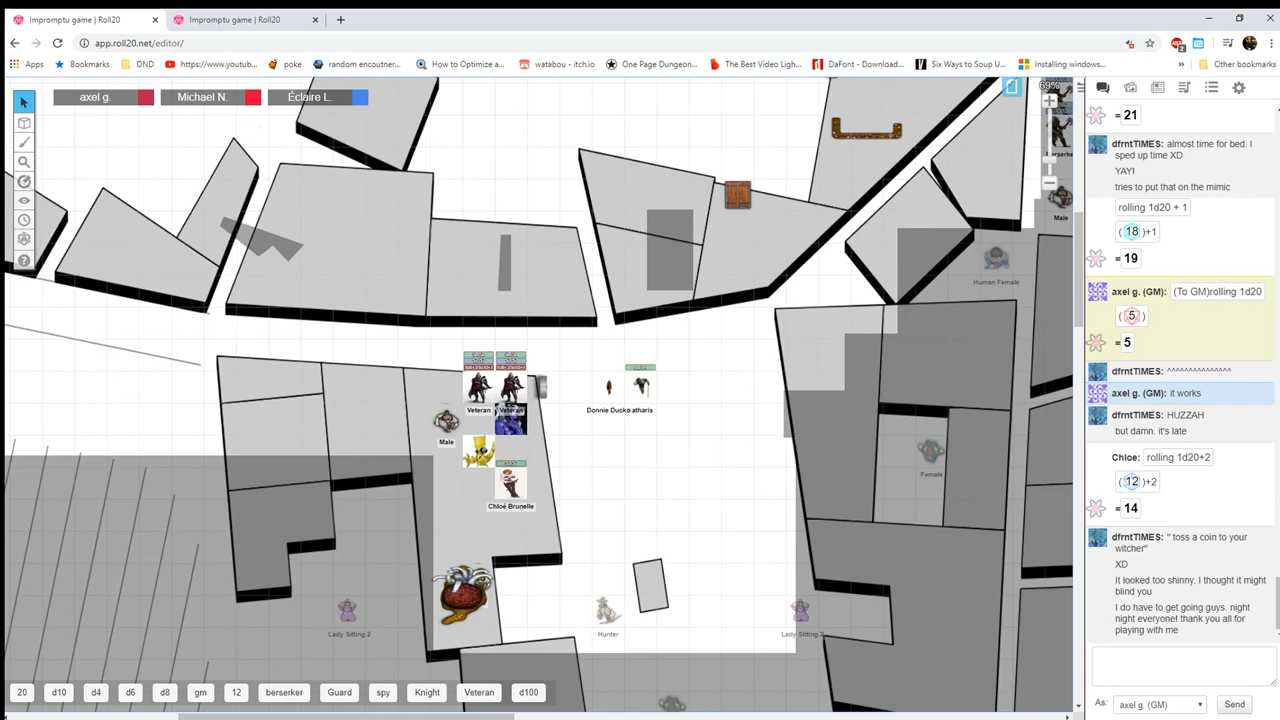 Impromptu game | Roll20
Impromptu game | Roll20
app.roll20.net/editor/
Apps
Bookmarks
DND
https://www.youtub...
poke
random encoutner...
How to Optimize a...
watabou - itch.io
One Page Dungeon...
The Best Video Ligh...
DaFont - Download...
Six Ways to Soup U...
Installing windows...
»
Other bookmarks
axel g.
Michael N.
Éclaire L.
69%
= 21
dfrntTIMES: almost time for bed. I
sped up time XD
YAY!
tries to put that on the mimic
rolling 1d20 + 1
(18)+1
= 19
axel g. (GM): (To GM)rolling 1d20
(5)
= 5
dfrntTIMES: ^^^^^^^^^^^^^^^
axel g. (GM): it works
dfrntTIMES: HUZZAH
but damn. it's late
Chloe: rolling 1d20+2
(12)+2
= 14
dfrntTIMES: " toss a coin to your
witcher"
XD
It looked too shinny. I thought it might
blind you
I do have to get going guys. night
night everyone! thank you all for
playing with me
As: axel g. (GM)
Send
Male
Human Female
Veteran
Veteran
Donnie Ducko
atharis
Male
Female
Chloé Brunelle
Lady Sitting 2
Hunter
Lady Sitting 2
20
d10
d4
d6
d8
gm
12
berserker
Guard
spy
Knight
Veteran
d100